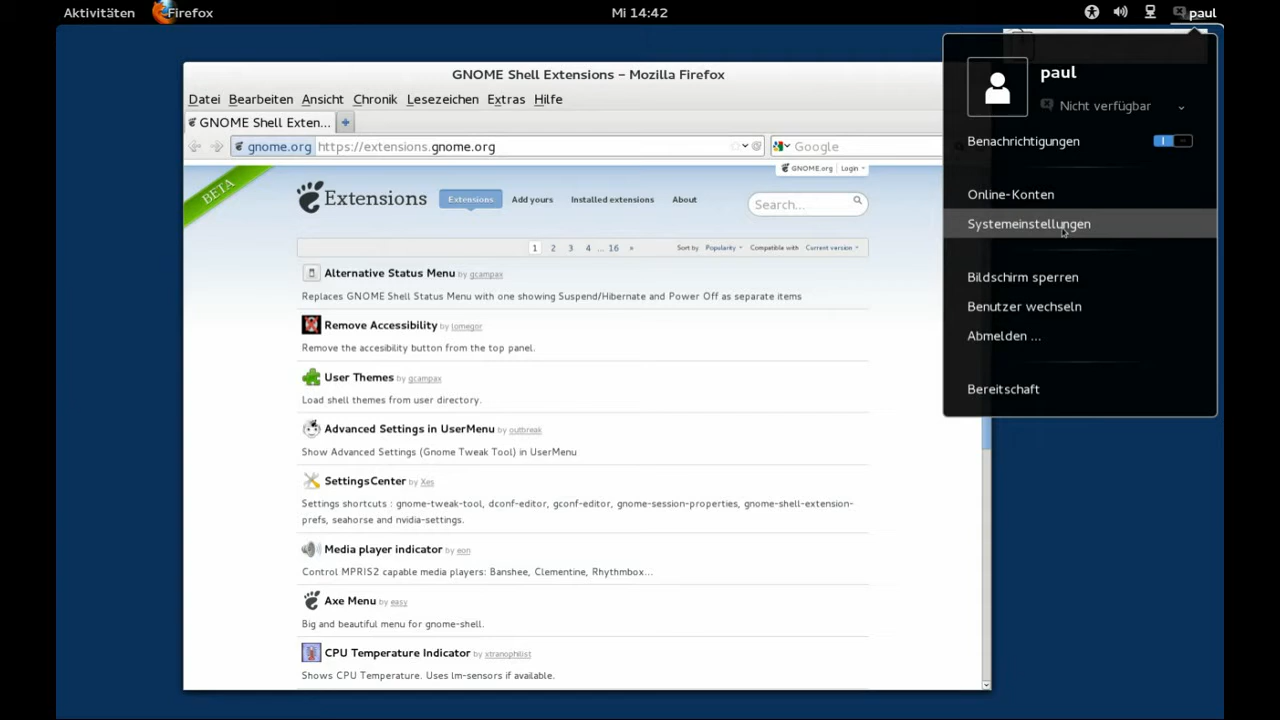 Aktivitäten Firefox Mi 14:42 paul
GNOME Shell Extensions – Mozilla Firefox
Datei Bearbeiten Ansicht Chronik Lesezeichen Extras Hilfe
GNOME Shell Exten...
gnome.org https://extensions.gnome.org Google
GNOME.org Login
BETA
Extensions Extensions Add yours Installed extensions About Search...
1 2 3 4 ... 16 » Sort by Popularity Compatible with Current version
Alternative Status Menu by gcampax
Replaces GNOME Shell Status Menu with one showing Suspend/Hibernate and Power Off as separate items
Remove Accessibility by lomegor
Remove the accesibility button from the top panel.
User Themes by gcampax
Load shell themes from user directory.
Advanced Settings in UserMenu by outbreak
Show Advanced Settings (Gnome Tweak Tool) in UserMenu
SettingsCenter by Xes
Settings shortcuts : gnome-tweak-tool, dconf-editor, gconf-editor, gnome-session-properties, gnome-shell-extension-
prefs, seahorse and nvidia-settings.
Media player indicator by eon
Control MPRIS2 capable media players: Banshee, Clementine, Rhythmbox...
Axe Menu by easy
Big and beautiful menu for gnome-shell.
CPU Temperature Indicator by xtranophilist
Shows CPU Temperature. Uses lm-sensors if available.
paul
Nicht verfügbar
Benachrichtigungen
Online-Konten
Systemeinstellungen
Bildschirm sperren
Benutzer wechseln
Abmelden ...
Bereitschaft